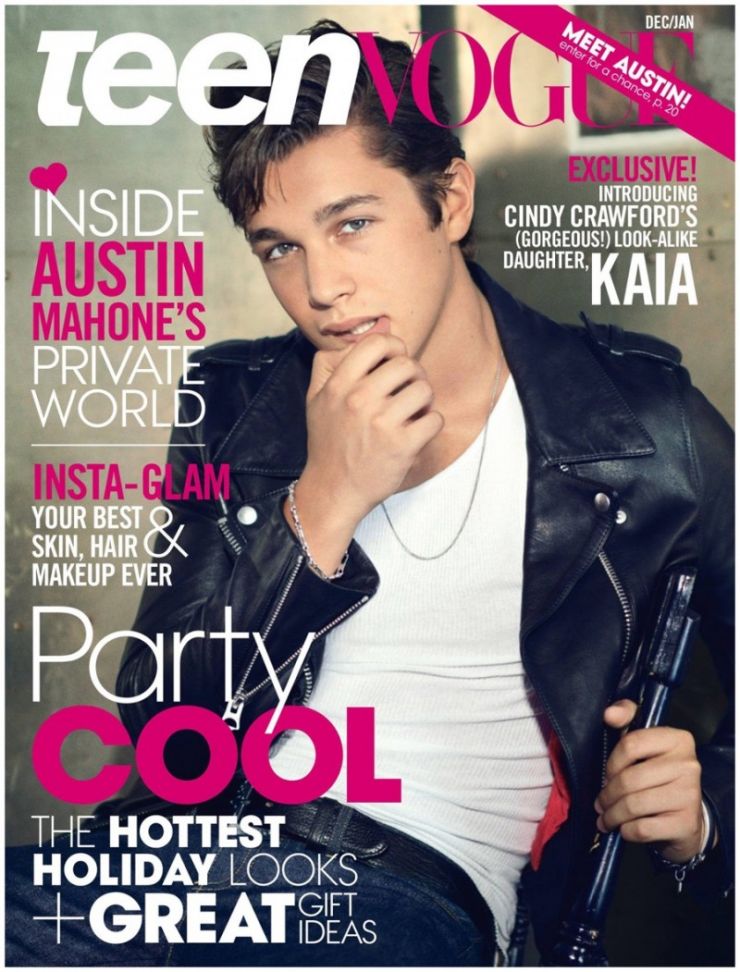 teen VOGUE
DEC/JAN
MEET AUSTIN!
enter for a chance, p. 20
EXCLUSIVE!
INTRODUCING
CINDY CRAWFORD'S
(GORGEOUS!) LOOK-ALIKE
DAUGHTER, KAIA
INSIDE
AUSTIN
MAHONE'S
PRIVATE
WORLD
INSTA-GLAM
YOUR BEST
SKIN, HAIR &
MAKEUP EVER
Party
COOL
THE HOTTEST
HOLIDAY LOOKS
+GREAT GIFT
IDEAS